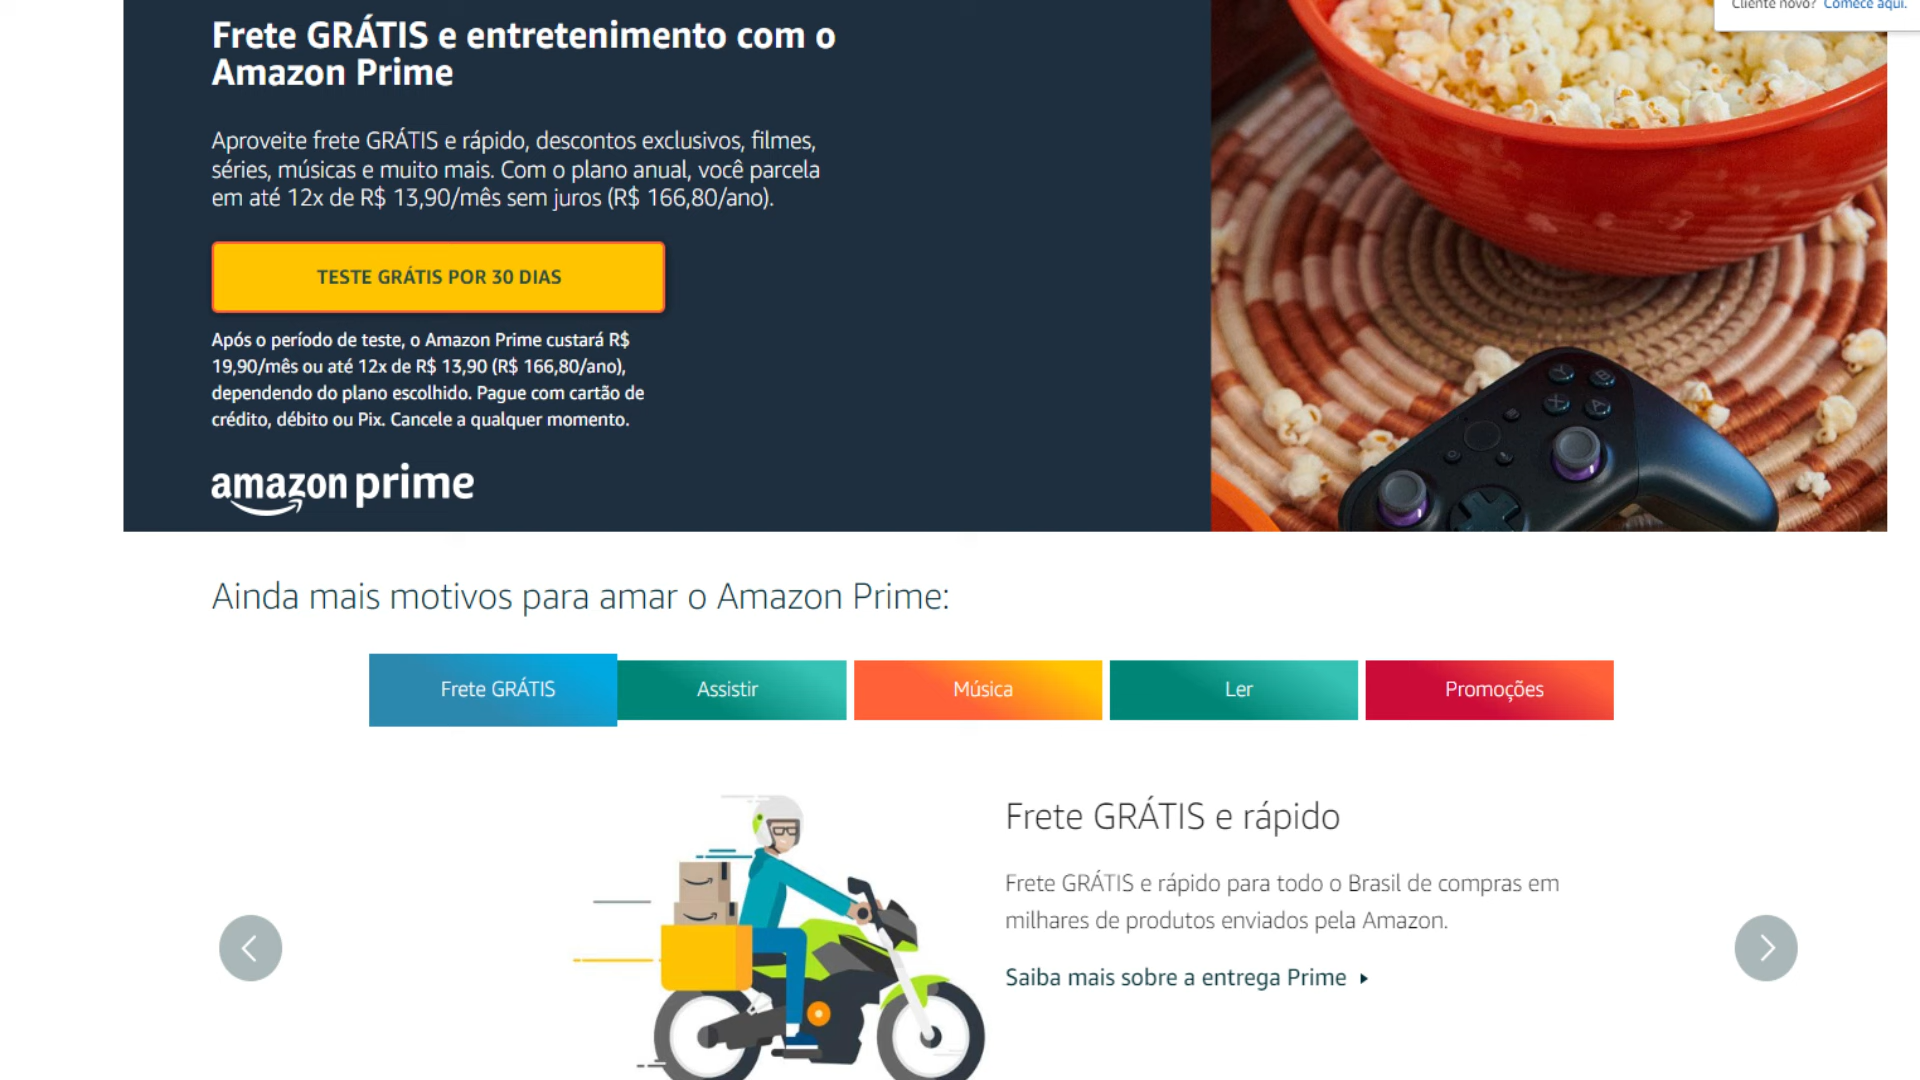 Cliente novo? Comece aqui.
Frete GRÁTIS e entretenimento com o
Amazon Prime
Aproveite frete GRÁTIS e rápido, descontos exclusivos, filmes,
séries, músicas e muito mais. Com o plano anual, você parcela
em até 12x de R$ 13,90/mês sem juros (R$ 166,80/ano).
TESTE GRÁTIS POR 30 DIAS
Após o período de teste, o Amazon Prime custará R$
19,90/mês ou até 12x de R$ 13,90 (R$ 166,80/ano),
dependendo do plano escolhido. Pague com cartão de
crédito, débito ou Pix. Cancele a qualquer momento.
amazon prime
Y B
X A
Ainda mais motivos para amar o Amazon Prime:
Frete GRÁTIS Assistir Música Ler Promoções
Frete GRÁTIS e rápido
Frete GRÁTIS e rápido para todo o Brasil de compras em
milhares de produtos enviados pela Amazon.
Saiba mais sobre a entrega Prime